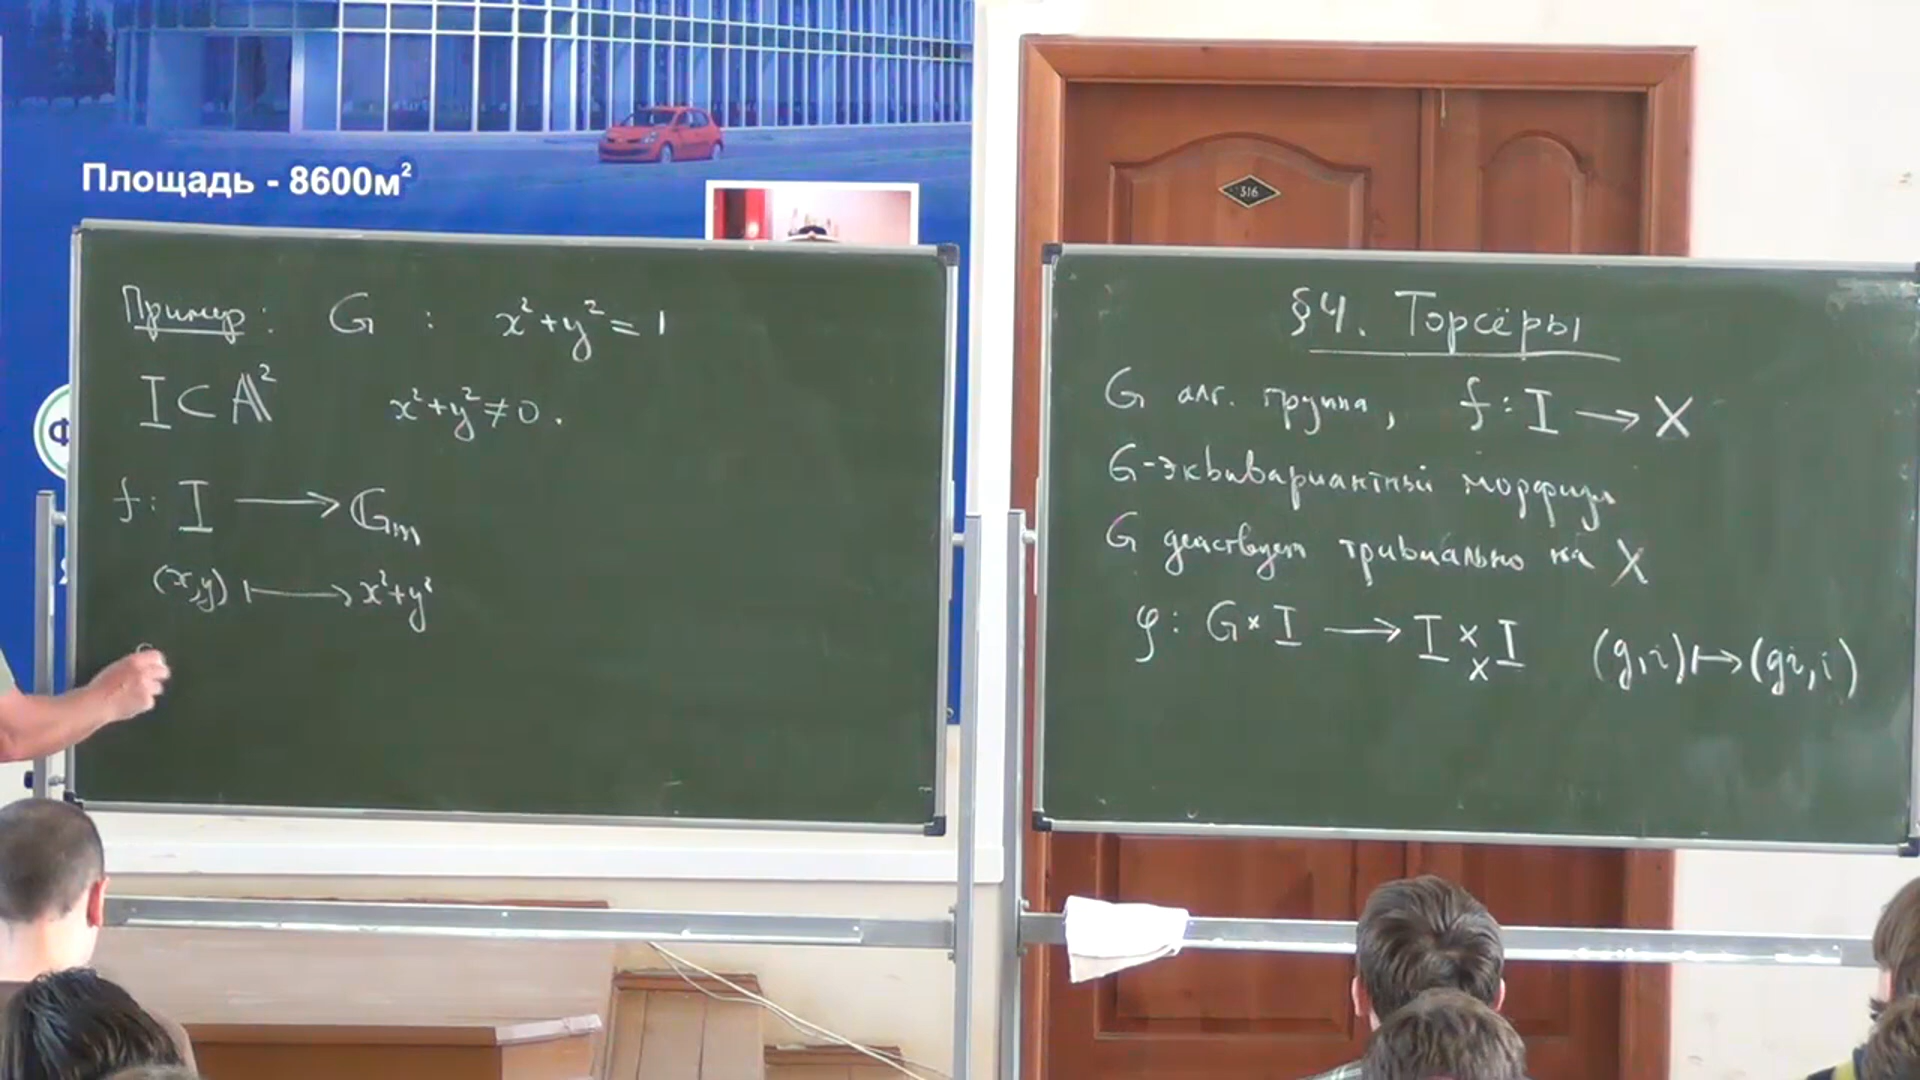 Площадь - 8600м²
316
Пример: G : x²+y²=1
I ⊂ 𝔸² x²+y²≠0.
f: I ⟶ 𝔾ₘ
(x,y) ⟼ x²+y²
§4. Торсёры
G алг. группа, f: I ⟶ X
G-эквивариантный морфизм
G действует тривиально на X
φ: G×I ⟶ I ×_X I (g,i) ⟼ (gi,i)